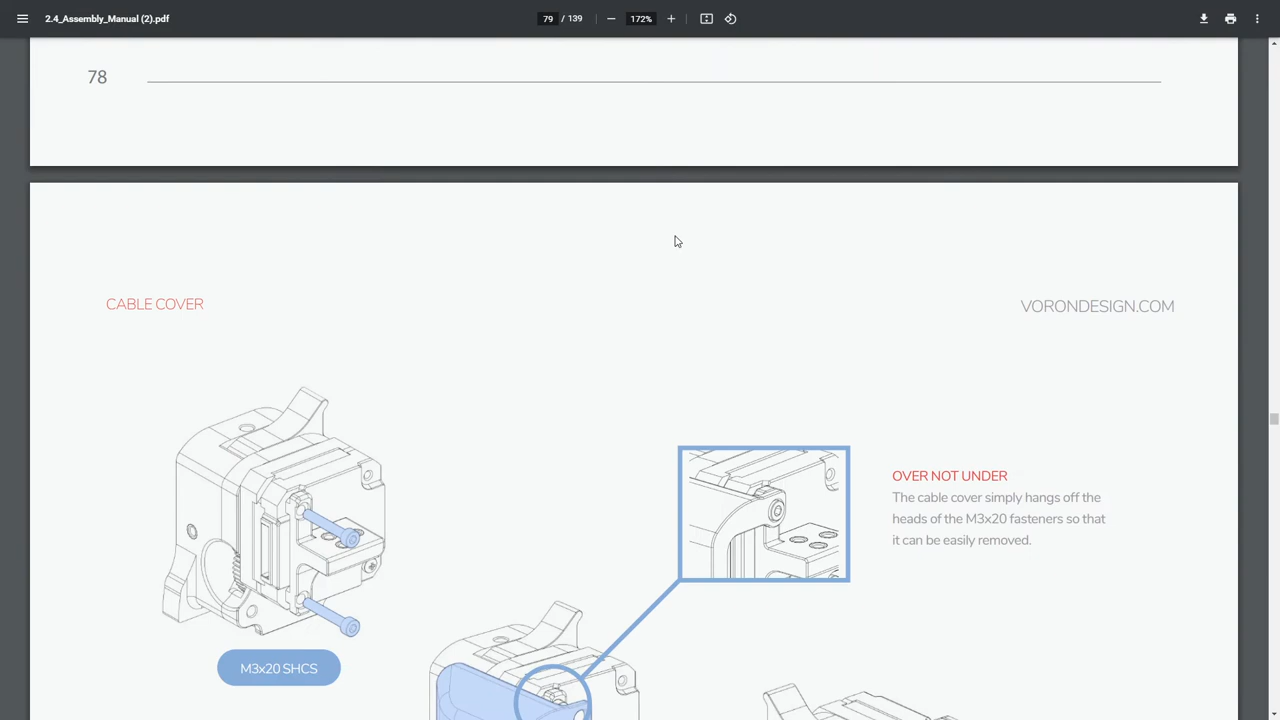 2.4_Assembly_Manual (2).pdf
79 / 139
172%
78
CABLE COVER
VORONDESIGN.COM
OVER NOT UNDER
The cable cover simply hangs off the
heads of the M3x20 fasteners so that
it can be easily removed.
M3x20 SHCS